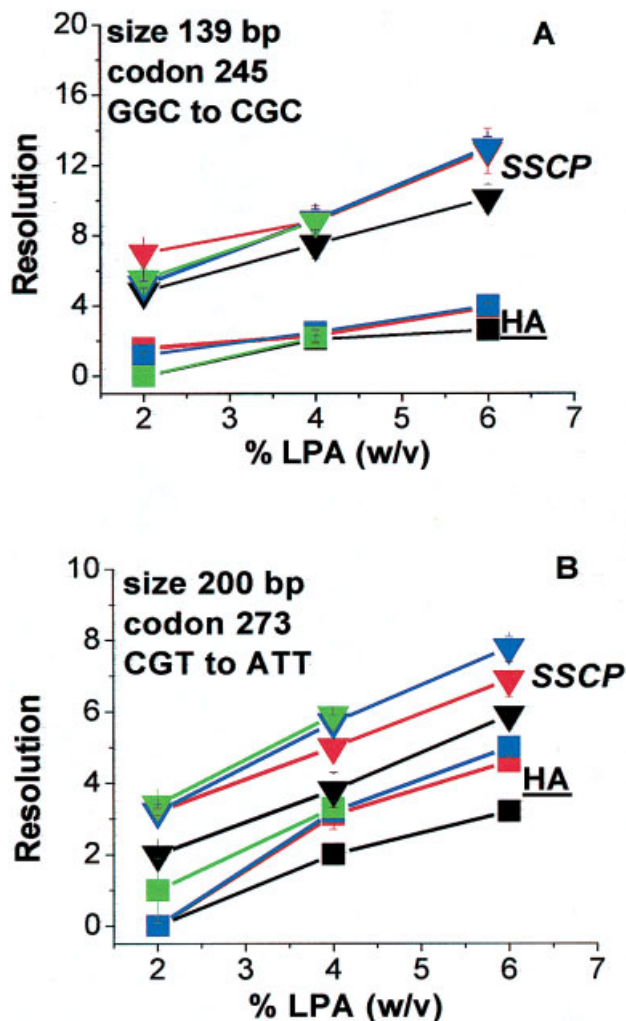 A
size 139 bp
codon 245
GGC to CGC
20
16
12
8
4
0
Resolution
SSCP
HA
2
3
4
5
6
7
% LPA (w/v)
B
size 200 bp
codon 273
CGT to ATT
10
8
6
4
2
0
Resolution
SSCP
HA
2
3
4
5
6
7
% LPA (w/v)